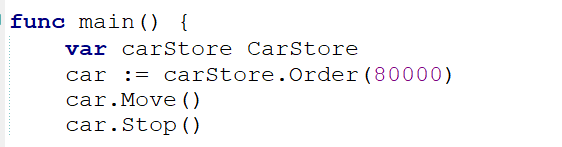 func main() {
    var carStore CarStore
    car := carStore.Order(80000)
    car.Move()
    car.Stop()